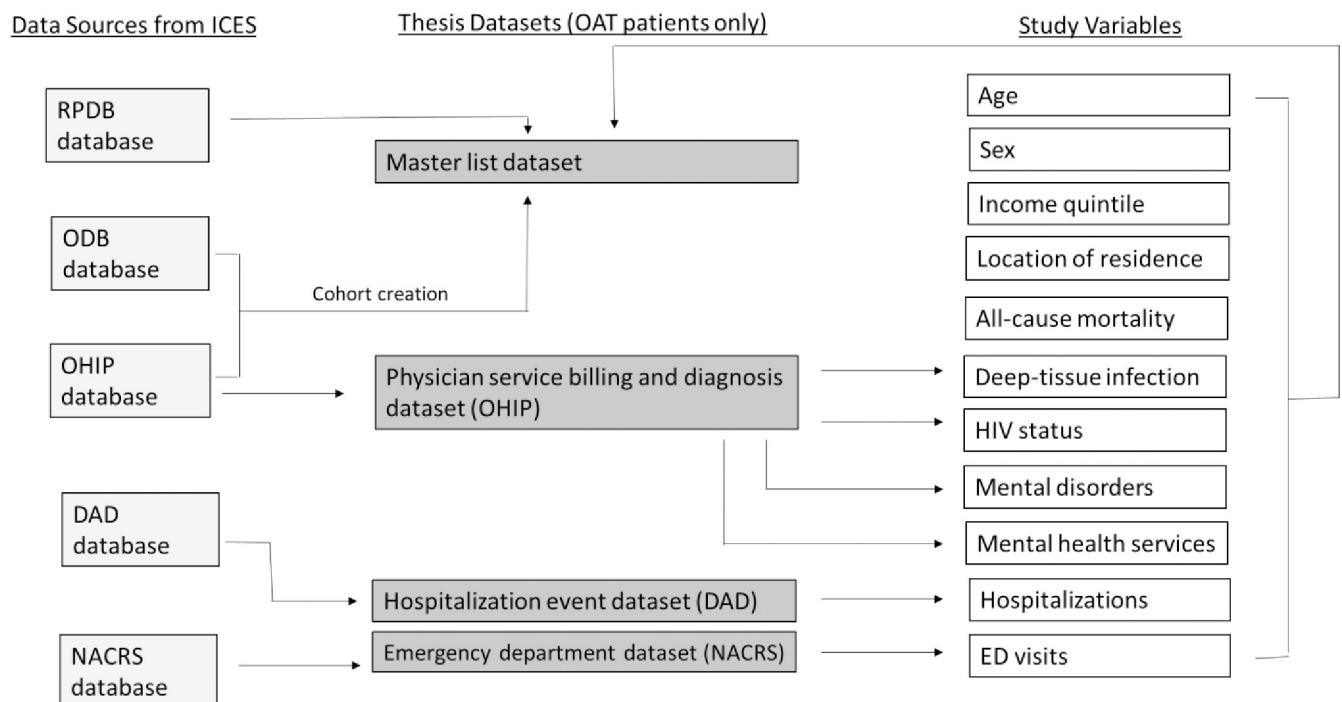 Data Sources from ICES
Thesis Datasets (OAT patients only)
Study Variables
RPDB
database
ODB
database
OHIP
database
DAD
database
NACRS
database
Cohort creation
Master list dataset
Physician service billing and diagnosis
dataset (OHIP)
Hospitalization event dataset (DAD)
Emergency department dataset (NACRS)
Age
Sex
Income quintile
Location of residence
All-cause mortality
Deep-tissue infection
HIV status
Mental disorders
Mental health services
Hospitalizations
ED visits